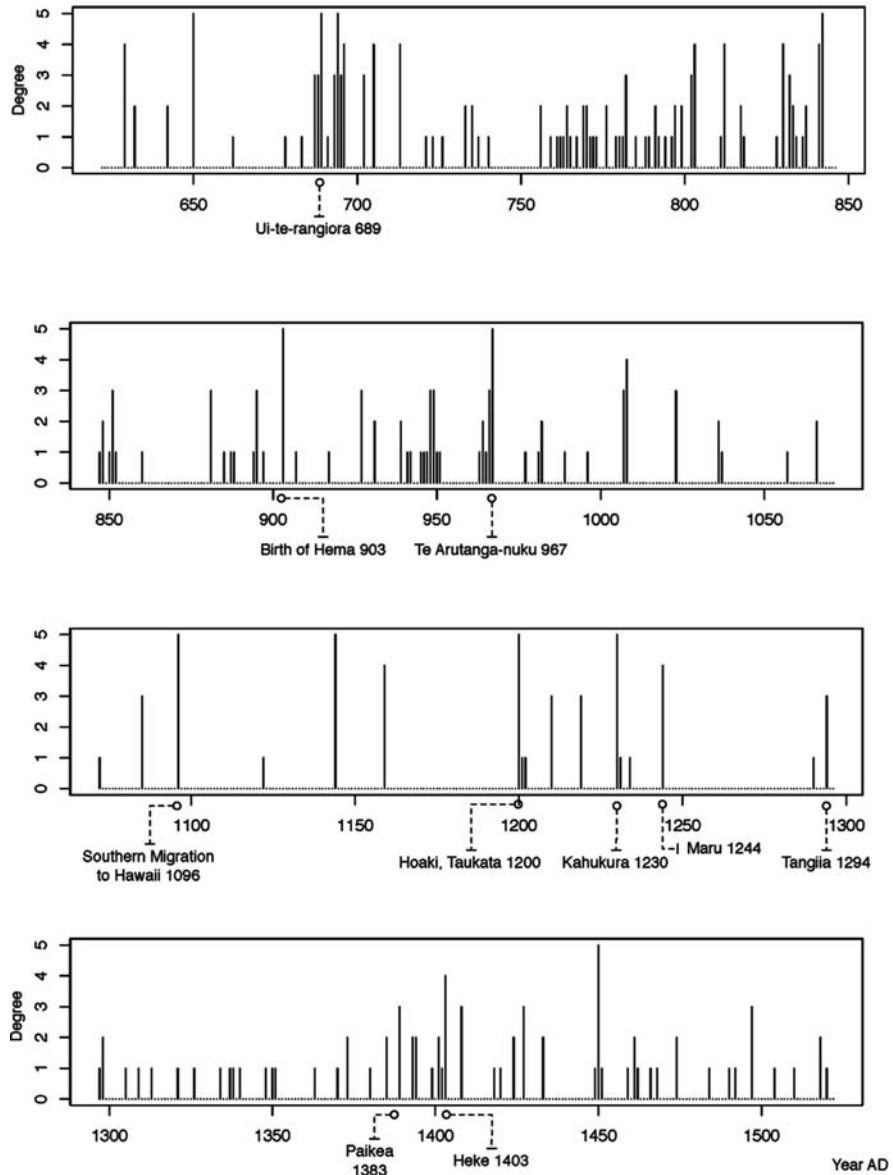 Degree
5
4
3
2
1
0
650 700 750 800 850
Ui-te-rangiora 689
5
4
3
2
1
0
850 900 950 1000 1050
Birth of Hema 903 Te Arutanga-nuku 967
5
4
3
2
1
0
1100 1150 1200 1250 1300
Southern Migration
to Hawaii 1096
Hoaki, Taukata 1200 Kahukura 1230 Maru 1244 Tangiia 1294
Degree
5
4
3
2
1
0
1300 1350 1400 1450 1500
Paikea
1383
Heke 1403
Year AD